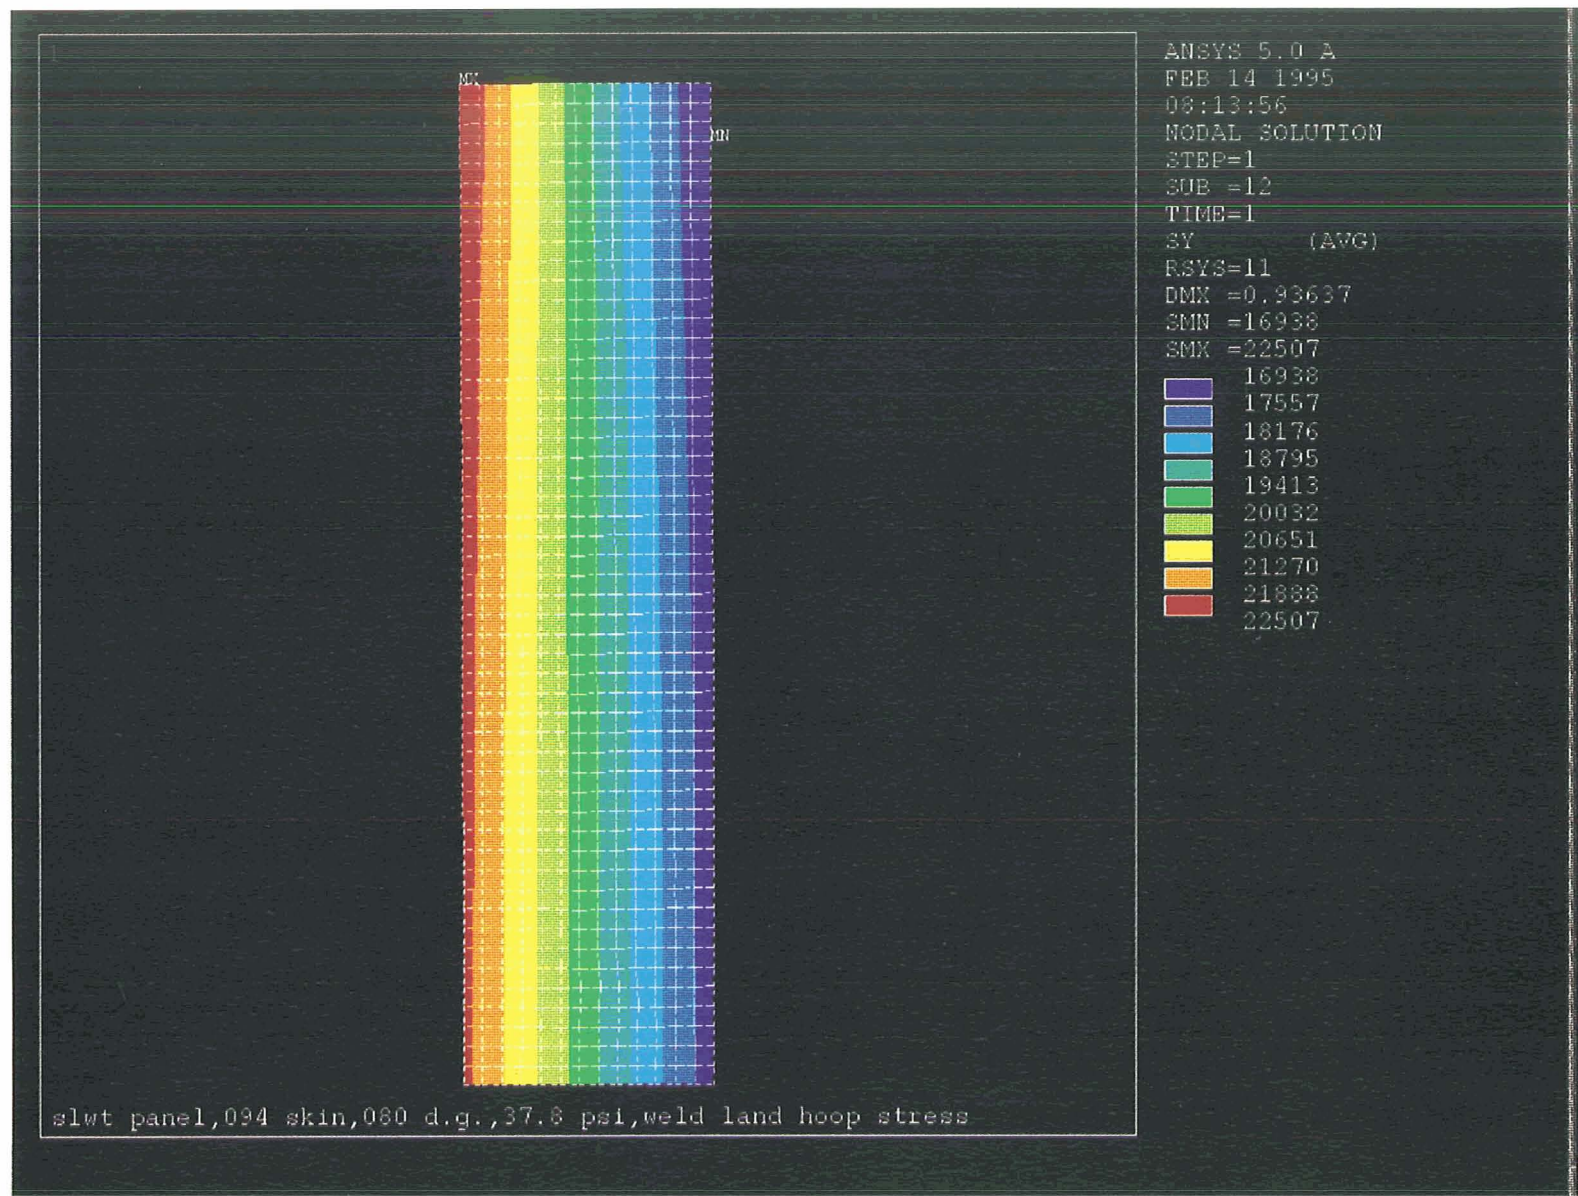 1
MX
MN
ANSYS 5.0 A
FEB 14 1995
08:13:56
NODAL SOLUTION
STEP=1
SUB =12
TIME=1
SY (AVG)
RSYS=11
DMX =0.93637
SMN =16938
SMX =22507
16938
17557
18176
18795
19413
20032
20651
21270
21888
22507
slwt panel,094 skin,080 d.g.,37.8 psi,weld land hoop stress